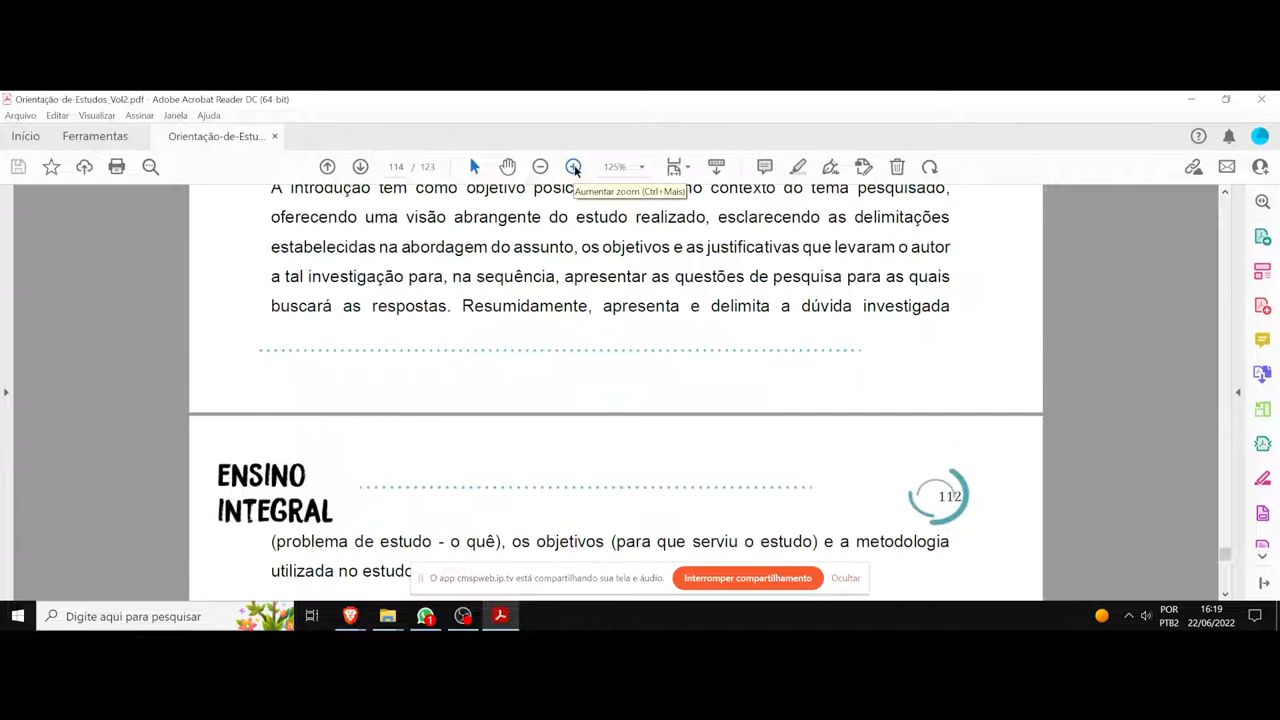 Orientação-de-Estudos_Vol2.pdf - Adobe Acrobat Reader DC (64-bit)
Arquivo Editar Visualizar Assinar Janela Ajuda
Início Ferramentas Orientação-de-Estu... ×
114 / 123 125%
Aumentar zoom (Ctrl+Mais)
A introdução tem como objetivo no contexto do tema pesquisado,
oferecendo uma visão abrangente do estudo realizado, esclarecendo as delimitações
estabelecidas na abordagem do assunto, os objetivos e as justificativas que levaram o autor
a tal investigação para, na sequência, apresentar as questões de pesquisa para as quais
buscará as respostas. Resumidamente, apresenta e delimita a dúvida investigada
ENSINO
INTEGRAL
112
(problema de estudo - o quê), os objetivos (para que serviu o estudo) e a metodologia
utilizada no estudo
O app cmspweb.ip.tv está compartilhando sua tela e áudio. Interromper compartilhamento Ocultar
Digite aqui para pesquisar
1
POR
PTB2
16:19
22/06/2022